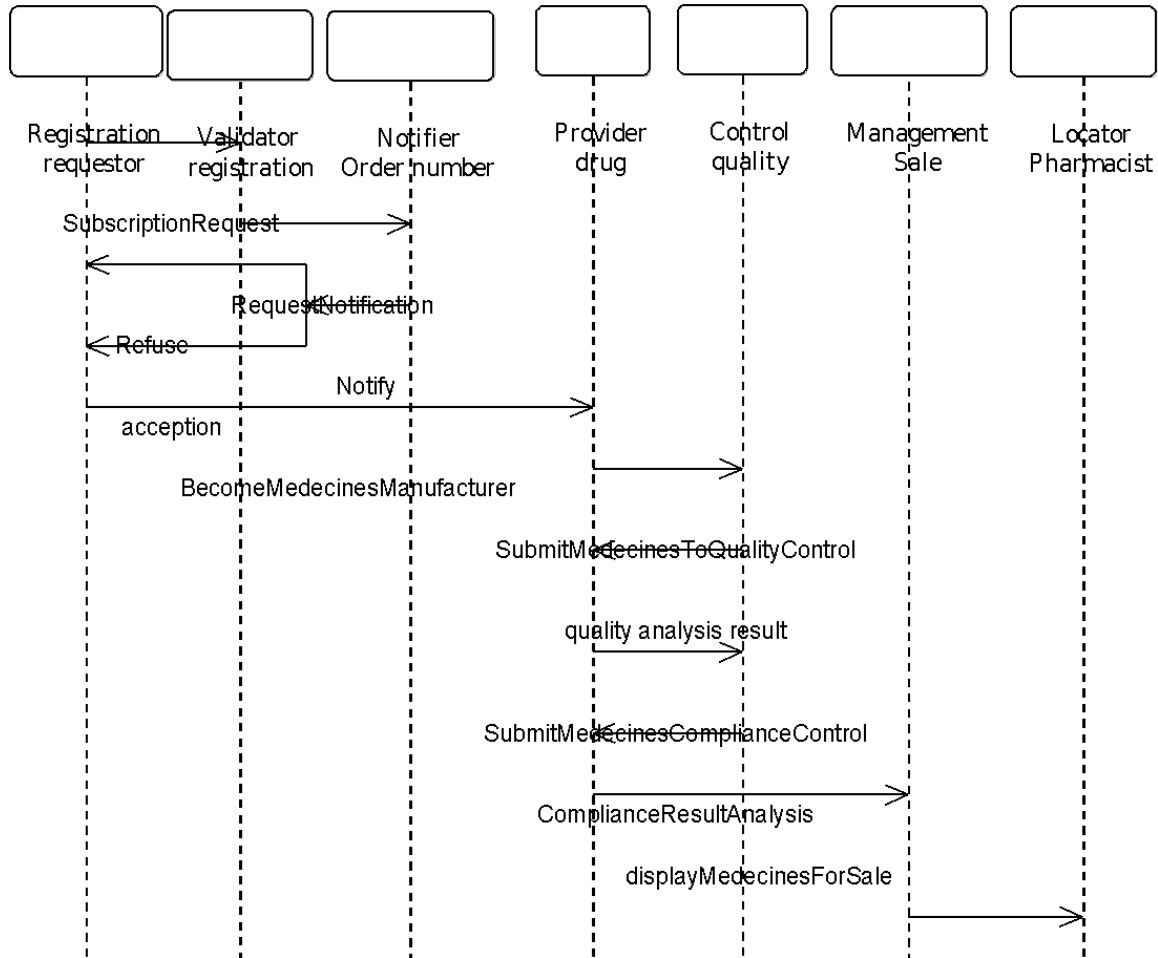 Registration
requestor
Validator
registration
Notifier
Order number
Provider
drug
Control
quality
Management
Sale
Locator
Pharmacist
SubscriptionRequest
RequestNotification
Refuse
Notify
acception
BecomeMedecinesManufacturer
SubmitMedecinesToQualityControl
quality analysis result
SubmitMedecinesComplianceControl
ComplianceResultAnalysis
displayMedecinesForSale